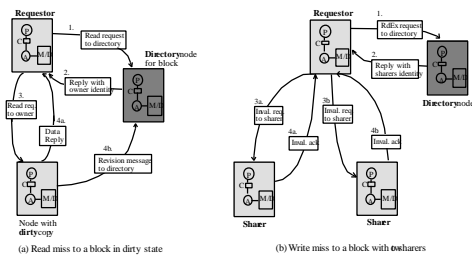 Requestor
P
C
A
M/D
1.
Read request
to directory
Directory node
for block
2.
Reply with
owner identity
3.
Read req.
to owner
4a.
Data
Reply
4b.
Revision message
to directory
P
C
A
M/D
Node with
dirty copy
(a) Read miss to a block in dirty state
Requestor
P
C
A
M/D
1.
RdEx request
to directory
2.
Reply with
sharers identity
Directory node
3a.
Inval. req.
to sharer
3b.
Inval. req.
to sharer
4a.
Inval. ack
4b.
Inval. ack
P
C
A
M/D
Sharer
P
C
A
M/D
Sharer
(b) Write miss to a block with two sharers